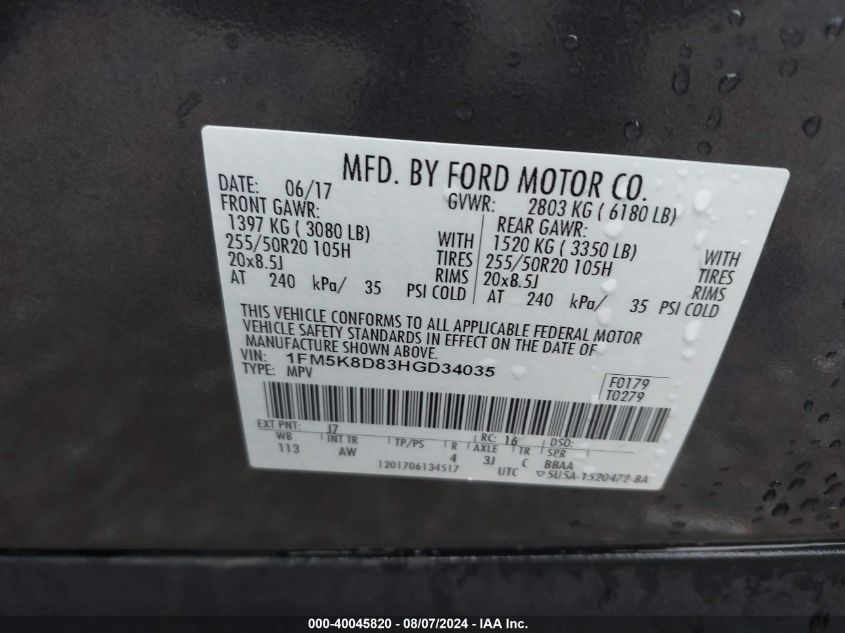 MFD. BY FORD MOTOR CO.
DATE: 06/17 GVWR: 2803 KG ( 6180 LB)
FRONT GAWR: REAR GAWR:
1397 KG ( 3080 LB) WITH 1520 KG ( 3350 LB) WITH
255/50R20 105H TIRES 255/50R20 105H TIRES
20x8.5J RIMS 20x8.5J RIMS
AT 240 kPa/ 35 PSI COLD AT 240 kPa/ 35 PSI COLD
THIS VEHICLE CONFORMS TO ALL APPLICABLE FEDERAL MOTOR
VEHICLE SAFETY STANDARDS IN EFFECT ON THE DATE OF
MANUFACTURE SHOWN ABOVE.
VIN: 1FM5K8D83HGD34035
TYPE: MPV
F0179
T0279
EXT PNT: J7 RC: 16 DSO:
WB INT TR TP/PS R AXLE TR SPR
113 AW 4 3J C BBAA
1201706134517 UTC 5U5A-1520472-BA
000-40045820 - 08/07/2024 - IAA Inc.